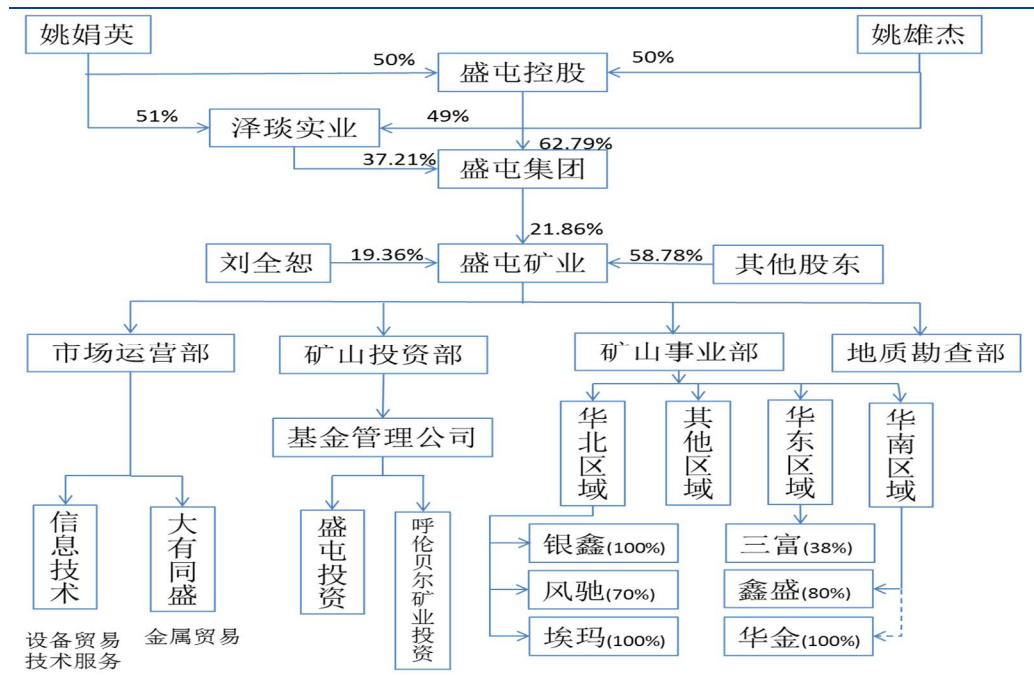 姚娟英
姚雄杰
50%
盛屯控股
50%
51%
泽琰实业
49%
62.79%
37.21%
盛屯集团
21.86%
刘全恕
19.36%
盛屯矿业
58.78%
其他股东
市场运营部
矿山投资部
矿山事业部
地质勘查部
基金管理公司
华北区域
其他区域
华东区域
华南区域
信息技术
大有同盛
盛屯投资
呼伦贝尔矿业投资
银鑫(100%)
三富(38%)
风驰(70%)
鑫盛(80%)
埃玛(100%)
华金(100%)
设备贸易
技术服务
金属贸易